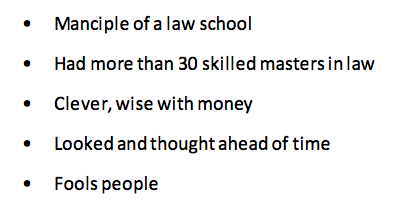 • Manciple of a law school
• Had more than 30 skilled masters in law
• Clever, wise with money
• Looked and thought ahead of time
• Fools people